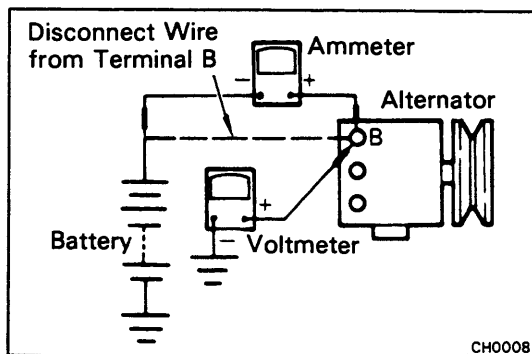 Disconnect Wire
from Terminal B
Ammeter
− +
Alternator
B
+
−
Voltmeter
Battery
CH0008